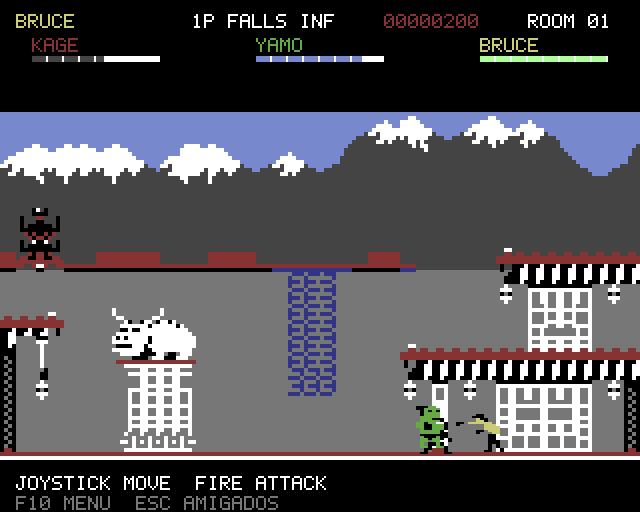 BRUCE 1P FALLS INF 00000200 ROOM 01
KAGE YAMO BRUCE
JOYSTICK MOVE FIRE ATTACK
F10 MENU ESC AMIGADOS